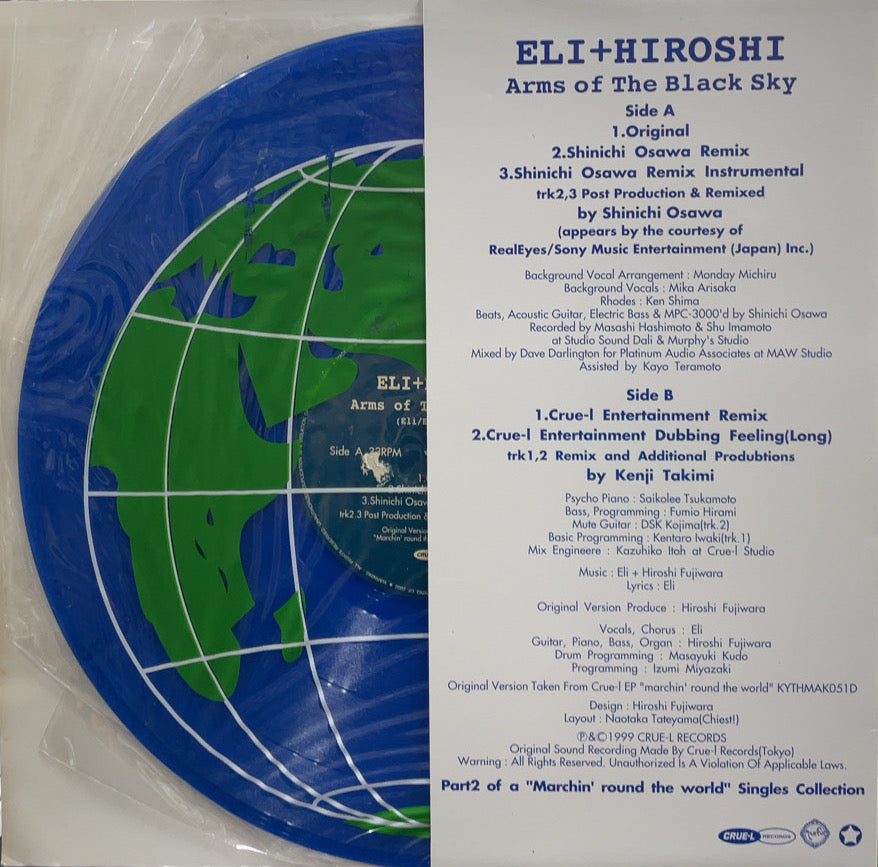 ELI+HIROSHI
Arms of The Black Sky
Side A
1.Original
2.Shinichi Osawa Remix
3.Shinichi Osawa Remix Instrumental
trk2,3 Post Production & Remixed
by Shinichi Osawa
(appears by the courtesy of
RealEyes/Sony Music Entertainment (Japan) Inc.)
Background Vocal Arrangement : Monday Michiru
Background Vocals : Mika Arisaka
Rhodes : Ken Shima
Beats, Acoustic Guitar, Electric Bass & MPC-3000'd by Shinichi Osawa
Recorded by Masashi Hashimoto & Shu Imamoto
at Studio Sound Dali & Murphy's Studio
Mixed by Dave Darlington for Platinum Audio Associates at MAW Studio
Assisted by Kayo Teramoto
Side B
1.Crue-l Entertainment Remix
2.Crue-l Entertainment Dubbing Feeling(Long)
trk1,2 Remix and Additional Produbtions
by Kenji Takimi
Psycho Piano : Saikolee Tsukamoto
Bass, Programming : Fumio Hirami
Mute Guitar : DSK Kojima(trk.2)
Basic Programming : Kentaro Iwaki(trk.1)
Mix Engineere : Kazuhiko Itoh at Crue-l Studio
Music : Eli + Hiroshi Fujiwara
Lyrics : Eli
Original Version Produce : Hiroshi Fujiwara
Vocals, Chorus : Eli
Guitar, Piano, Bass, Organ : Hiroshi Fujiwara
Drum Programming : Masayuki Kudo
Programming : Izumi Miyazaki
Original Version Taken From Crue-l EP "marchin' round the world" KYTHMAK051D
Design : Hiroshi Fujiwara
Layout : Naotaka Tateyama(Chiest!)
℗&©1999 CRUE-L RECORDS
Original Sound Recording Made By Crue-l Records(Tokyo)
Warning : All Rights Reserved. Unauthorized Is A Violation Of Applicable Laws.
Part2 of a "Marchin' round the world" Singles Collection
CRUE-L RECORDS
ELI+
Arms of
(Eli/
Side A 33RPM
3.Shinichi
trk2.3 Post Production &
Original
"Marchin' round the